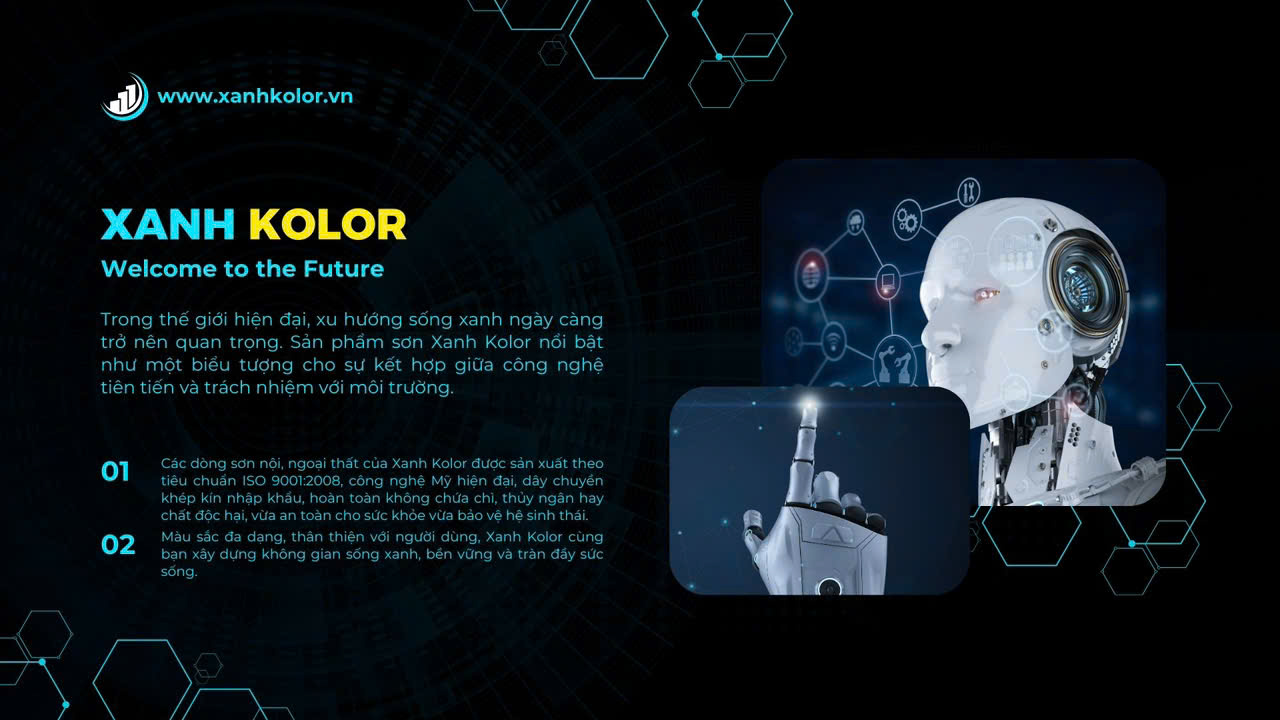 www.xanhkolor.vn
XANH KOLOR
Welcome to the Future
Trong thế giới hiện đại, xu hướng sống xanh ngày càng
trở nên quan trọng. Sản phẩm sơn Xanh Kolor nổi bật
như một biểu tượng cho sự kết hợp giữa công nghệ
tiên tiến và trách nhiệm với môi trường.
01
Các dòng sơn nội, ngoại thất của Xanh Kolor được sản xuất theo
tiêu chuẩn ISO 9001:2008, công nghệ Mỹ hiện đại, dây chuyền
khép kín nhập khẩu, hoàn toàn không chứa chì, thủy ngân hay
chất độc hại, vừa an toàn cho sức khỏe vừa bảo vệ hệ sinh thái.
02
Màu sắc đa dạng, thân thiện với người dùng, Xanh Kolor cùng
bạn xây dựng không gian sống xanh, bền vững và tràn đầy sức
sống.